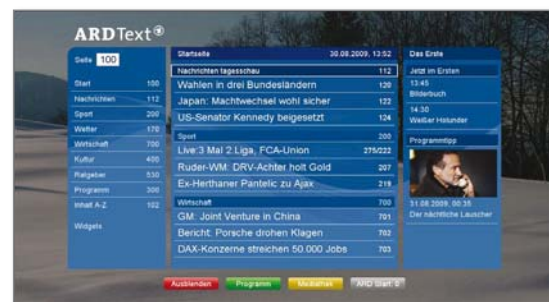 ARDText
Seite 100
Start 100
Nachrichten 112
Sport 200
Wetter 170
Wirtschaft 700
Kultur 400
Ratgeber 530
Programm 300
Inhalt A-Z 102
Widgets
Startseite 30.08.2009, 13:52
Nachrichten tagesschau 112
Wahlen in drei Bundesländern 120
Japan: Machtwechsel wohl sicher 122
US-Senator Kennedy beigesetzt 124
Sport 200
Live:3 Mal 2.Liga, FCA-Union 275/222
Ruder-WM: DRV-Achter holt Gold 207
Ex-Herthaner Pantelic zu Ajax 219
Wirtschaft 700
GM: Joint Venture in China 701
Bericht: Porsche drohen Klagen 702
DAX-Konzerne streichen 50.000 Jobs 703
Das Erste
Jetzt im Ersten
13:45
Bilderbuch
14:30
Weißer Holunder
Programmtipp
31.08.2009, 00:35
Der nächtliche Lauscher
Ausblenden Programm Mediathek ARD Start: 0